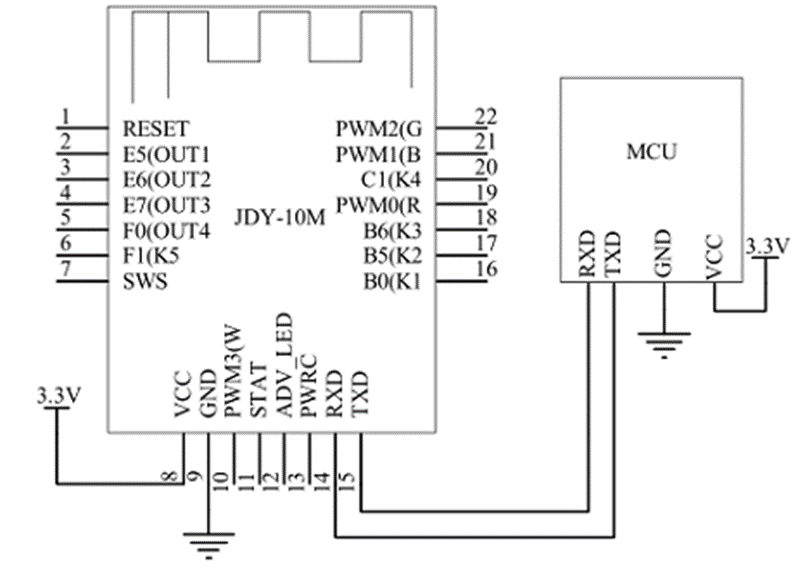 1 RESET PWM2(G 22
2 E5(OUT1 PWM1(B 21
3 E6(OUT2 C1(K4 20
4 E7(OUT3 JDY-10M PWM0(R 19
5 F0(OUT4 B6(K3 18
6 F1(K5 B5(K2 17
7 SWS B0(K1 16
MCU
RXD TXD GND VCC 3.3V
3.3V VCC GND PWM3(W STAT ADV_LED PWRC RXD TXD
8 9 10 11 12 13 14 15